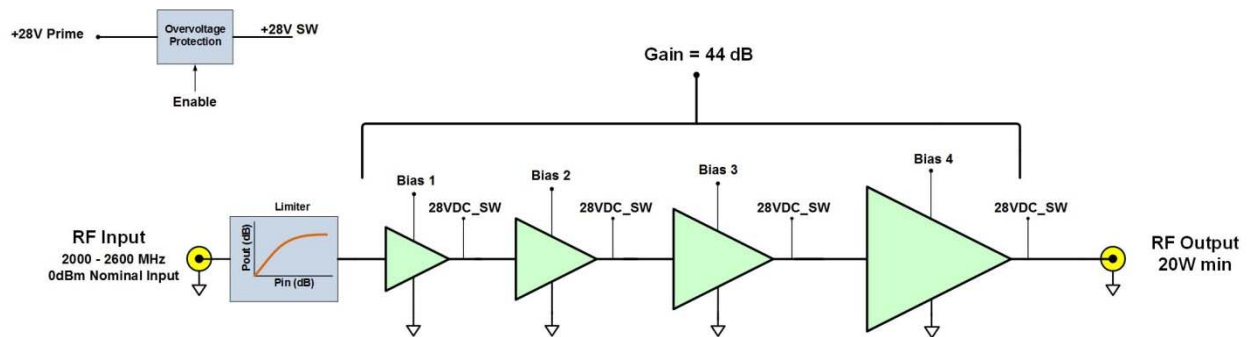 +28V Prime
Overvoltage
Protection
+28V SW
Enable
Gain = 44 dB
Bias 1
Bias 2
Bias 3
Bias 4
28VDC_SW
28VDC_SW
28VDC_SW
28VDC_SW
Limiter
Pout (dB)
Pin (dB)
RF Input
2000 - 2600 MHz
0dBm Nominal Input
RF Output
20W min